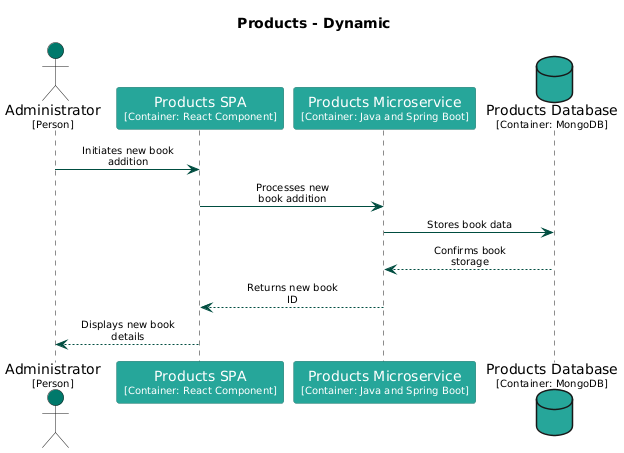 Products - Dynamic
Administrator
[Person]
Products SPA
[Container: React Component]
Products Microservice
[Container: Java and Spring Boot]
Products Database
[Container: MongoDB]
Initiates new book
addition
Processes new
book addition
Stores book data
Confirms book
storage
Returns new book
ID
Displays new book
details
Administrator
[Person]
Products SPA
[Container: React Component]
Products Microservice
[Container: Java and Spring Boot]
Products Database
[Container: MongoDB]